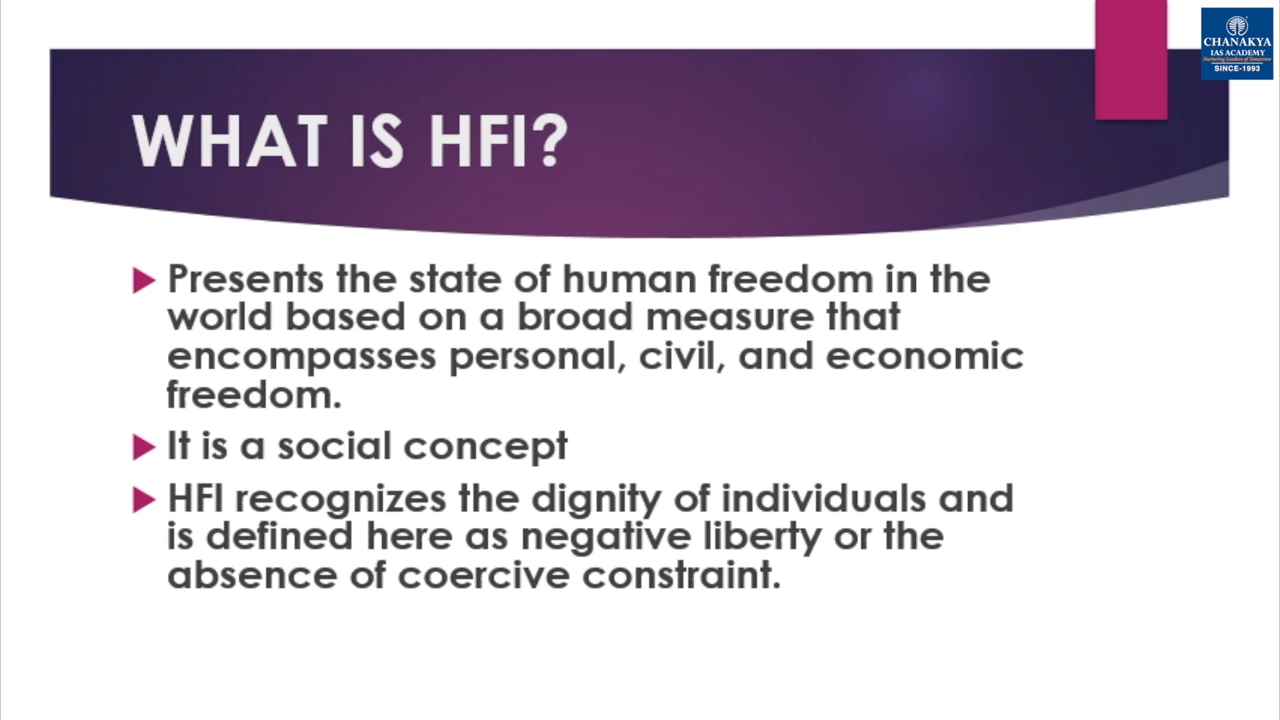 CHANAKYA
IAS ACADEMY
Nurturing Leaders of Tomorrow
SINCE-1993
WHAT IS HFI?
Presents the state of human freedom in the
world based on a broad measure that
encompasses personal, civil, and economic
freedom.
It is a social concept
HFI recognizes the dignity of individuals and
is defined here as negative liberty or the
absence of coercive constraint.